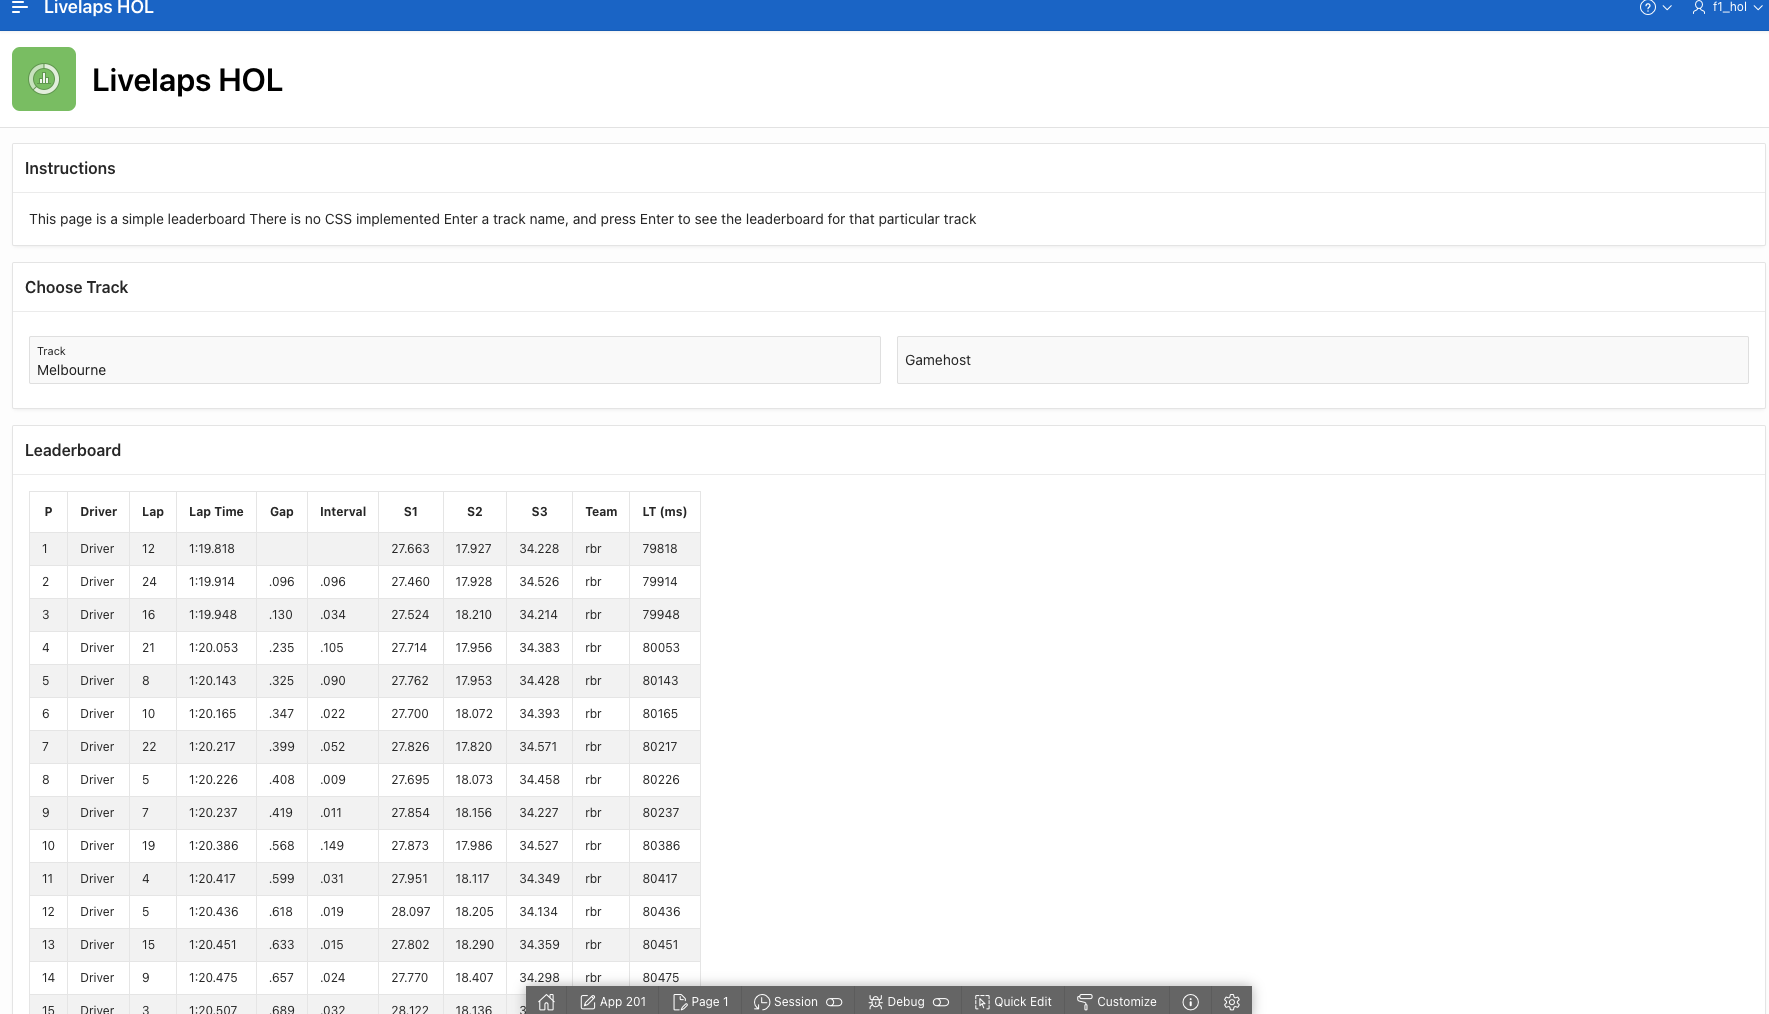 Livelaps HOL
f1_hol
Livelaps HOL
Instructions
This page is a simple leaderboard There is no CSS implemented Enter a track name, and press Enter to see the leaderboard for that particular track
Choose Track
Track
Melbourne
Gamehost
Leaderboard
P Driver Lap Lap Time Gap Interval S1 S2 S3 Team LT (ms)
1 Driver 12 1:19.818 27.663 17.927 34.228 rbr 79818
2 Driver 24 1:19.914 .096 .096 27.460 17.928 34.526 rbr 79914
3 Driver 16 1:19.948 .130 .034 27.524 18.210 34.214 rbr 79948
4 Driver 21 1:20.053 .235 .105 27.714 17.956 34.383 rbr 80053
5 Driver 8 1:20.143 .325 .090 27.762 17.953 34.428 rbr 80143
6 Driver 10 1:20.165 .347 .022 27.700 18.072 34.393 rbr 80165
7 Driver 22 1:20.217 .399 .052 27.826 17.820 34.571 rbr 80217
8 Driver 5 1:20.226 .408 .009 27.695 18.073 34.458 rbr 80226
9 Driver 7 1:20.237 .419 .011 27.854 18.156 34.227 rbr 80237
10 Driver 19 1:20.386 .568 .149 27.873 17.986 34.527 rbr 80386
11 Driver 4 1:20.417 .599 .031 27.951 18.117 34.349 rbr 80417
12 Driver 5 1:20.436 .618 .019 28.097 18.205 34.134 rbr 80436
13 Driver 15 1:20.451 .633 .015 27.802 18.290 34.359 rbr 80451
14 Driver 9 1:20.475 .657 .024 27.770 18.407 34.298 rbr 80475
15 Driver 3 1:20.507 .689 .032 28.122 18.136
App 201 Page 1 Session Debug Quick Edit Customize